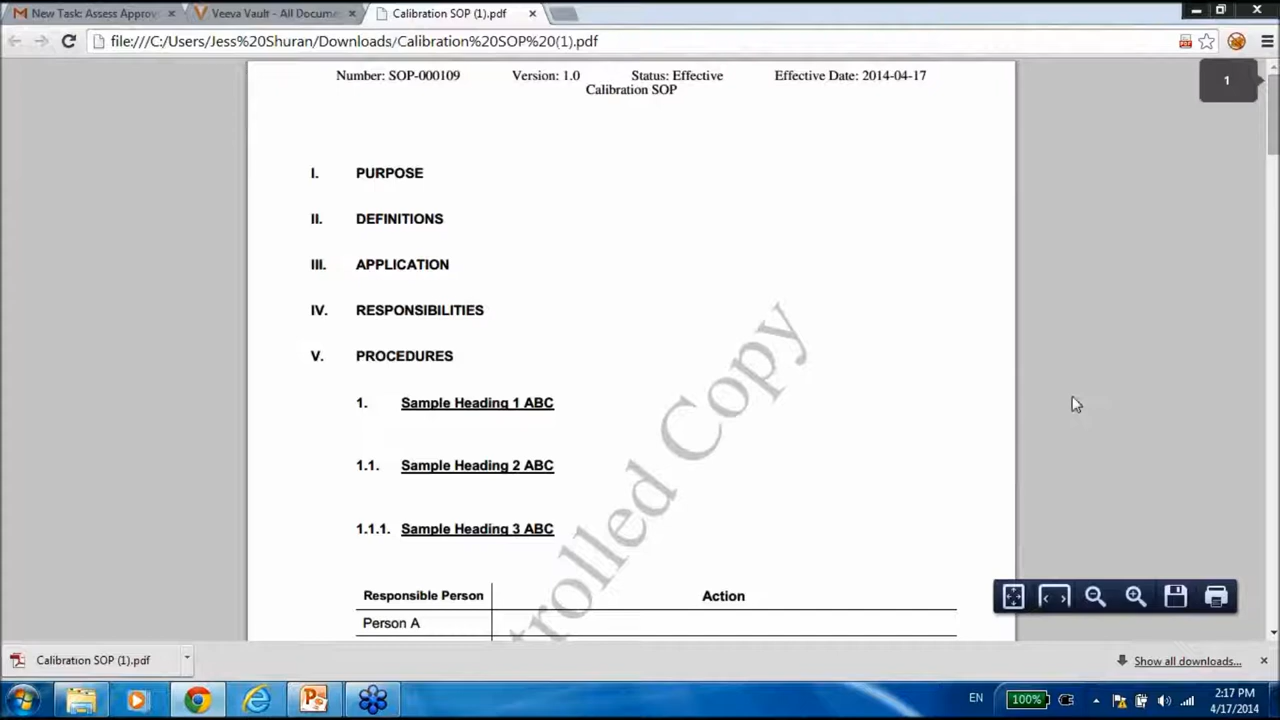 New Task: Assess Approv
Veeva Vault - All Docume
Calibration SOP (1).pdf
file:///C:/Users/Jess%20Shuran/Downloads/Calibration%20SOP%20(1).pdf
Number: SOP-000109 Version: 1.0 Status: Effective Effective Date: 2014-04-17
Calibration SOP
1
I. PURPOSE
II. DEFINITIONS
III. APPLICATION
IV. RESPONSIBILITIES
V. PROCEDURES
1. Sample Heading 1 ABC
1.1. Sample Heading 2 ABC
1.1.1. Sample Heading 3 ABC
trolled Copy
Responsible Person Action
Person A
Calibration SOP (1).pdf
Show all downloads...
EN
100%
2:17 PM
4/17/2014